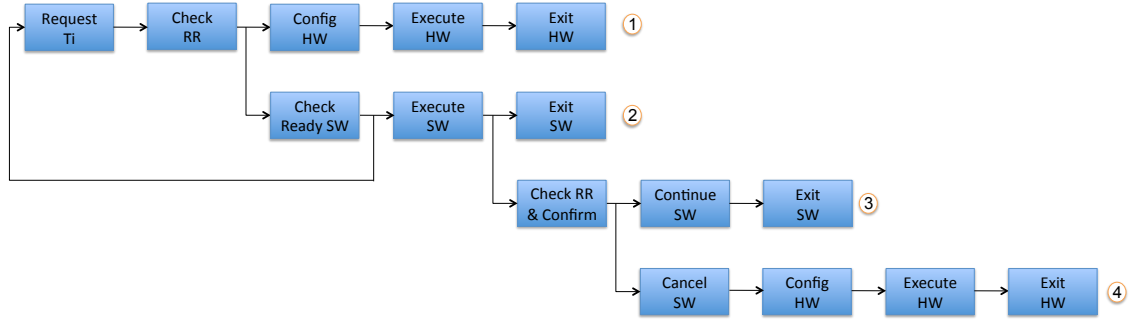 Request
Ti
Check
RR
Config
HW
Execute
HW
Exit
HW
1
Check
Ready SW
Execute
SW
Exit
SW
2
Check RR
& Confirm
Continue
SW
Exit
SW
3
Cancel
SW
Config
HW
Execute
HW
Exit
HW
4